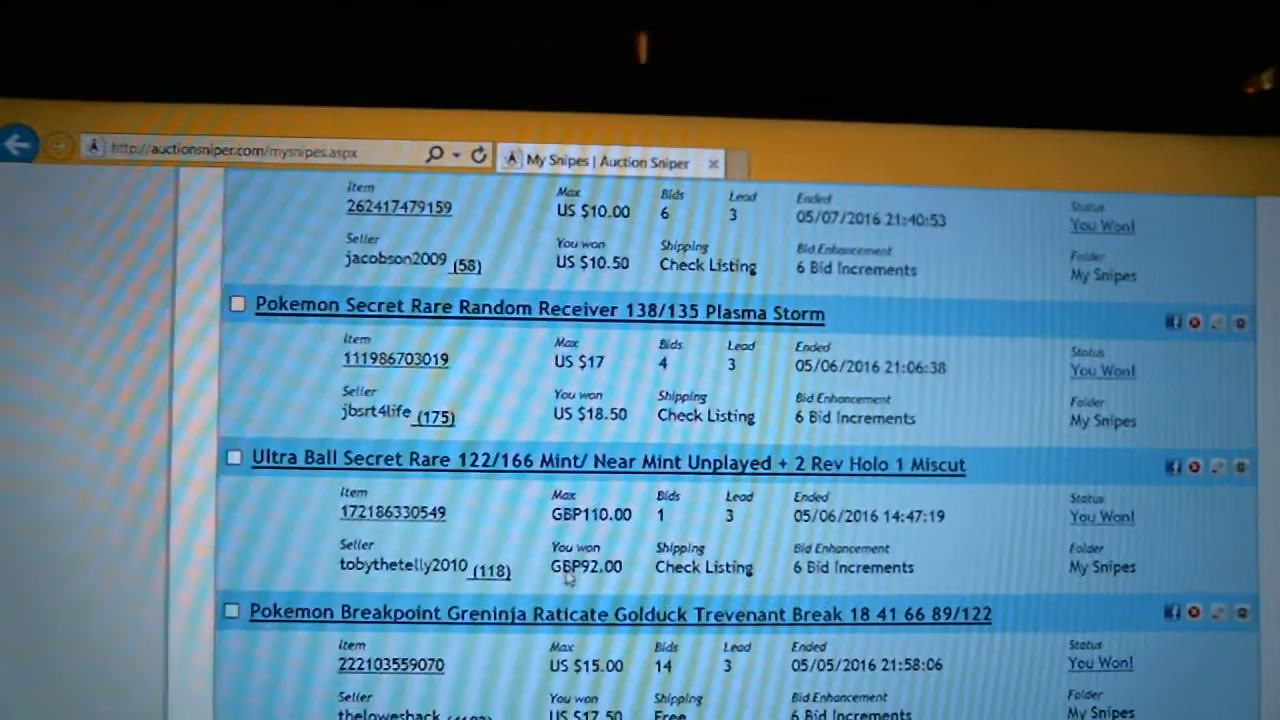 http://auctionsniper.com/mysnipes.aspx
My Snipes | Auction Sniper
Item Max Bids Lead Ended Status
262417479159 US $10.00 6 3 05/07/2016 21:40:53 You Won!
Seller You won Shipping Bid Enhancement Folder
jacobson2009 (58) US $10.50 Check Listing 6 Bid Increments My Snipes
Pokemon Secret Rare Random Receiver 138/135 Plasma Storm
Item Max Bids Lead Ended Status
111986703019 US $17 4 3 05/06/2016 21:06:38 You Won!
Seller You won Shipping Bid Enhancement Folder
jbsrt4life (175) US $18.50 Check Listing 6 Bid Increments My Snipes
Ultra Ball Secret Rare 122/166 Mint/ Near Mint Unplayed + 2 Rev Holo 1 Miscut
Item Max Bids Lead Ended Status
172186330549 GBP110.00 1 3 05/06/2016 14:47:19 You Won!
Seller You won Shipping Bid Enhancement Folder
tobythetelly2010 (118) GBP92.00 Check Listing 6 Bid Increments My Snipes
Pokemon Breakpoint Greninja Raticate Golduck Trevenant Break 18 41 66 89/122
Item Max Bids Lead Ended Status
222103559070 US $15.00 14 3 05/05/2016 21:58:06 You Won!
Seller You won Shipping Bid Enhancement Folder
US $17.50 Free 6 Bid Increments My Snipes